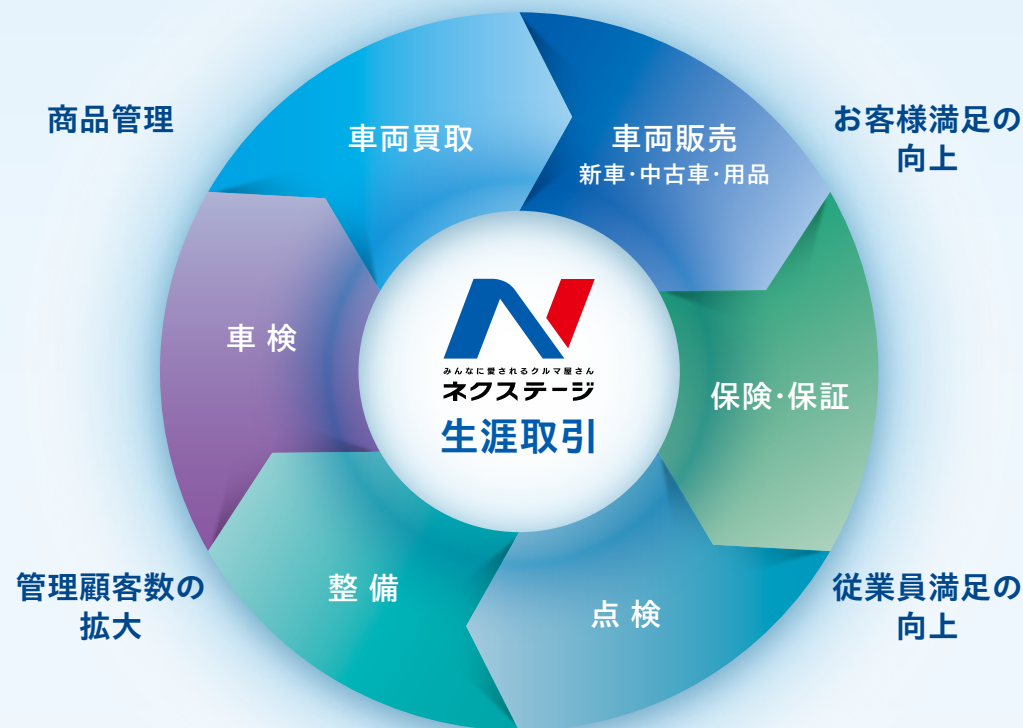 商品管理
車両買取
車両販売
新車・中古車・用品
お客様満足の
向上
車検
みんなに愛されるクルマ屋さん
ネクステージ
生涯取引
保険・保証
管理顧客数の
拡大
整備
点検
従業員満足の
向上